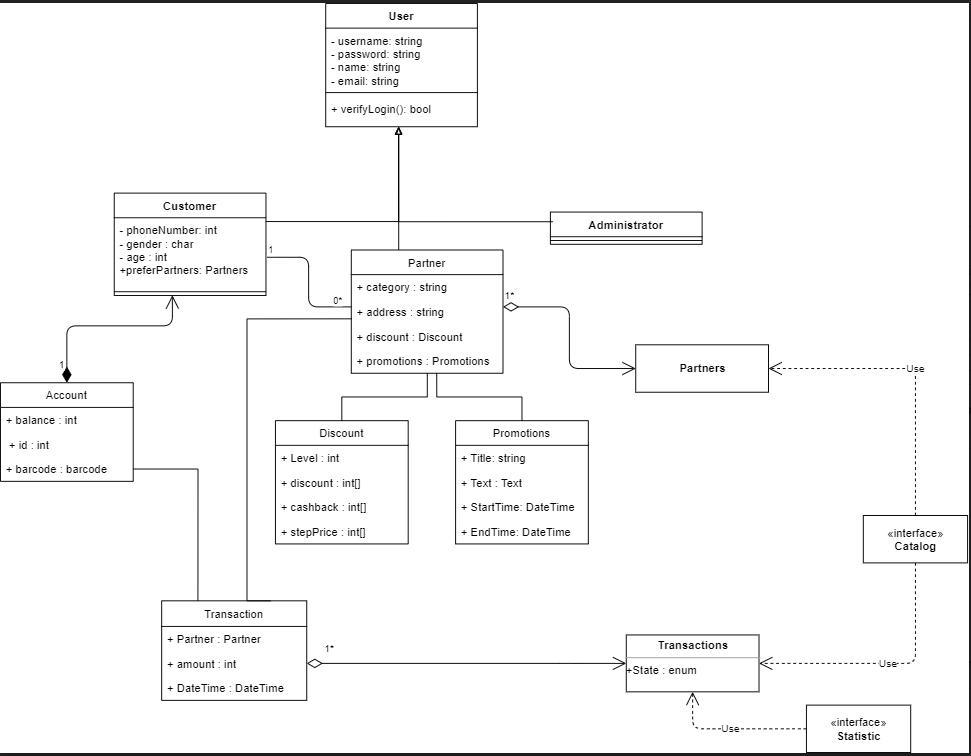 User
- username: string
- password: string
- name: string
- email: string
+ verifyLogin(): bool
Customer
- phoneNumber: int
- gender : char
- age : int
+preferPartners: Partners
Administrator
1
0*
Partner
+ category : string
+ address : string
+ discount : Discount
+ promotions : Promotions
1*
Partners
Use
1
Account
+ balance : int
+ id : int
+ barcode : barcode
Discount
+ Level : int
+ discount : int[]
+ cashback : int[]
+ stepPrice : int[]
Promotions
+ Title: string
+ Text : Text
+ StartTime: DateTime
+ EndTime: DateTime
«interface»
Catalog
Transaction
+ Partner : Partner
+ amount : int
+ DateTime : DateTime
1*
Transactions
+State : enum
Use
Use
«interface»
Statistic